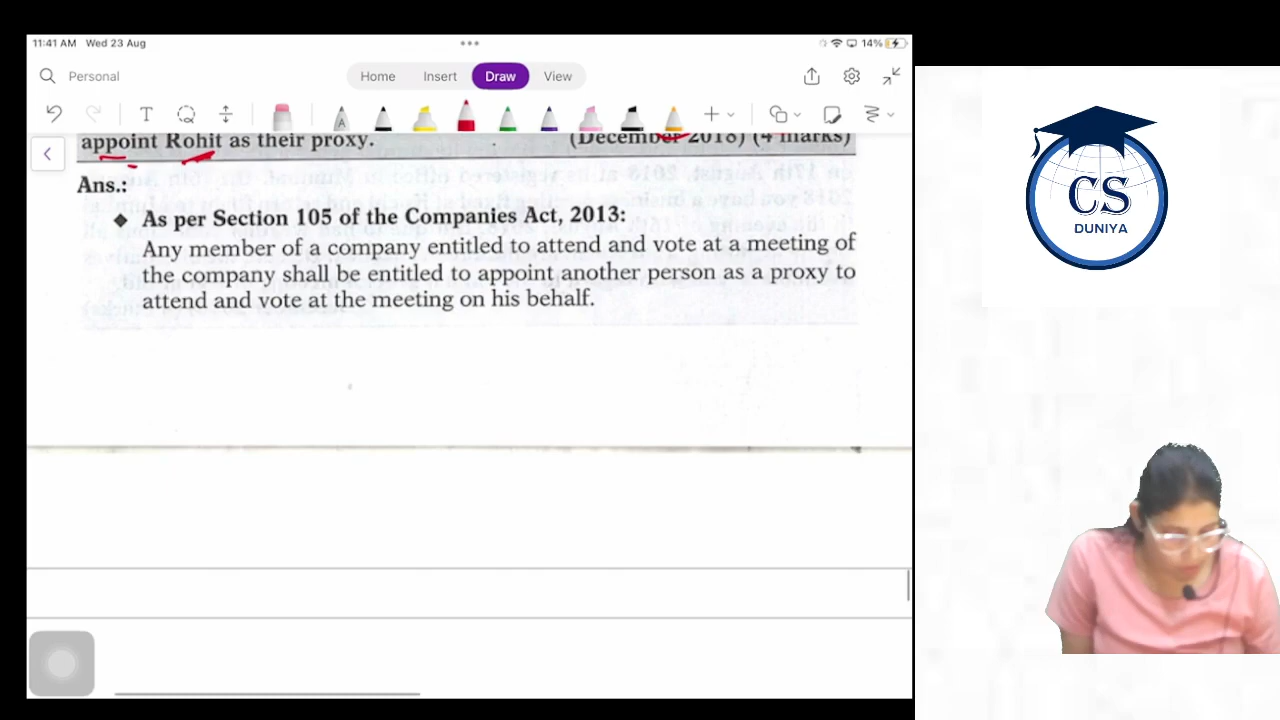 11:41 AM Wed 23 Aug
14%
Personal
Home Insert Draw View
appoint Rohit as their proxy. (December 2018) (4 marks)
Ans.:
❖ As per Section 105 of the Companies Act, 2013:
Any member of a company entitled to attend and vote at a meeting of
the company shall be entitled to appoint another person as a proxy to
attend and vote at the meeting on his behalf.
CS
DUNIYA